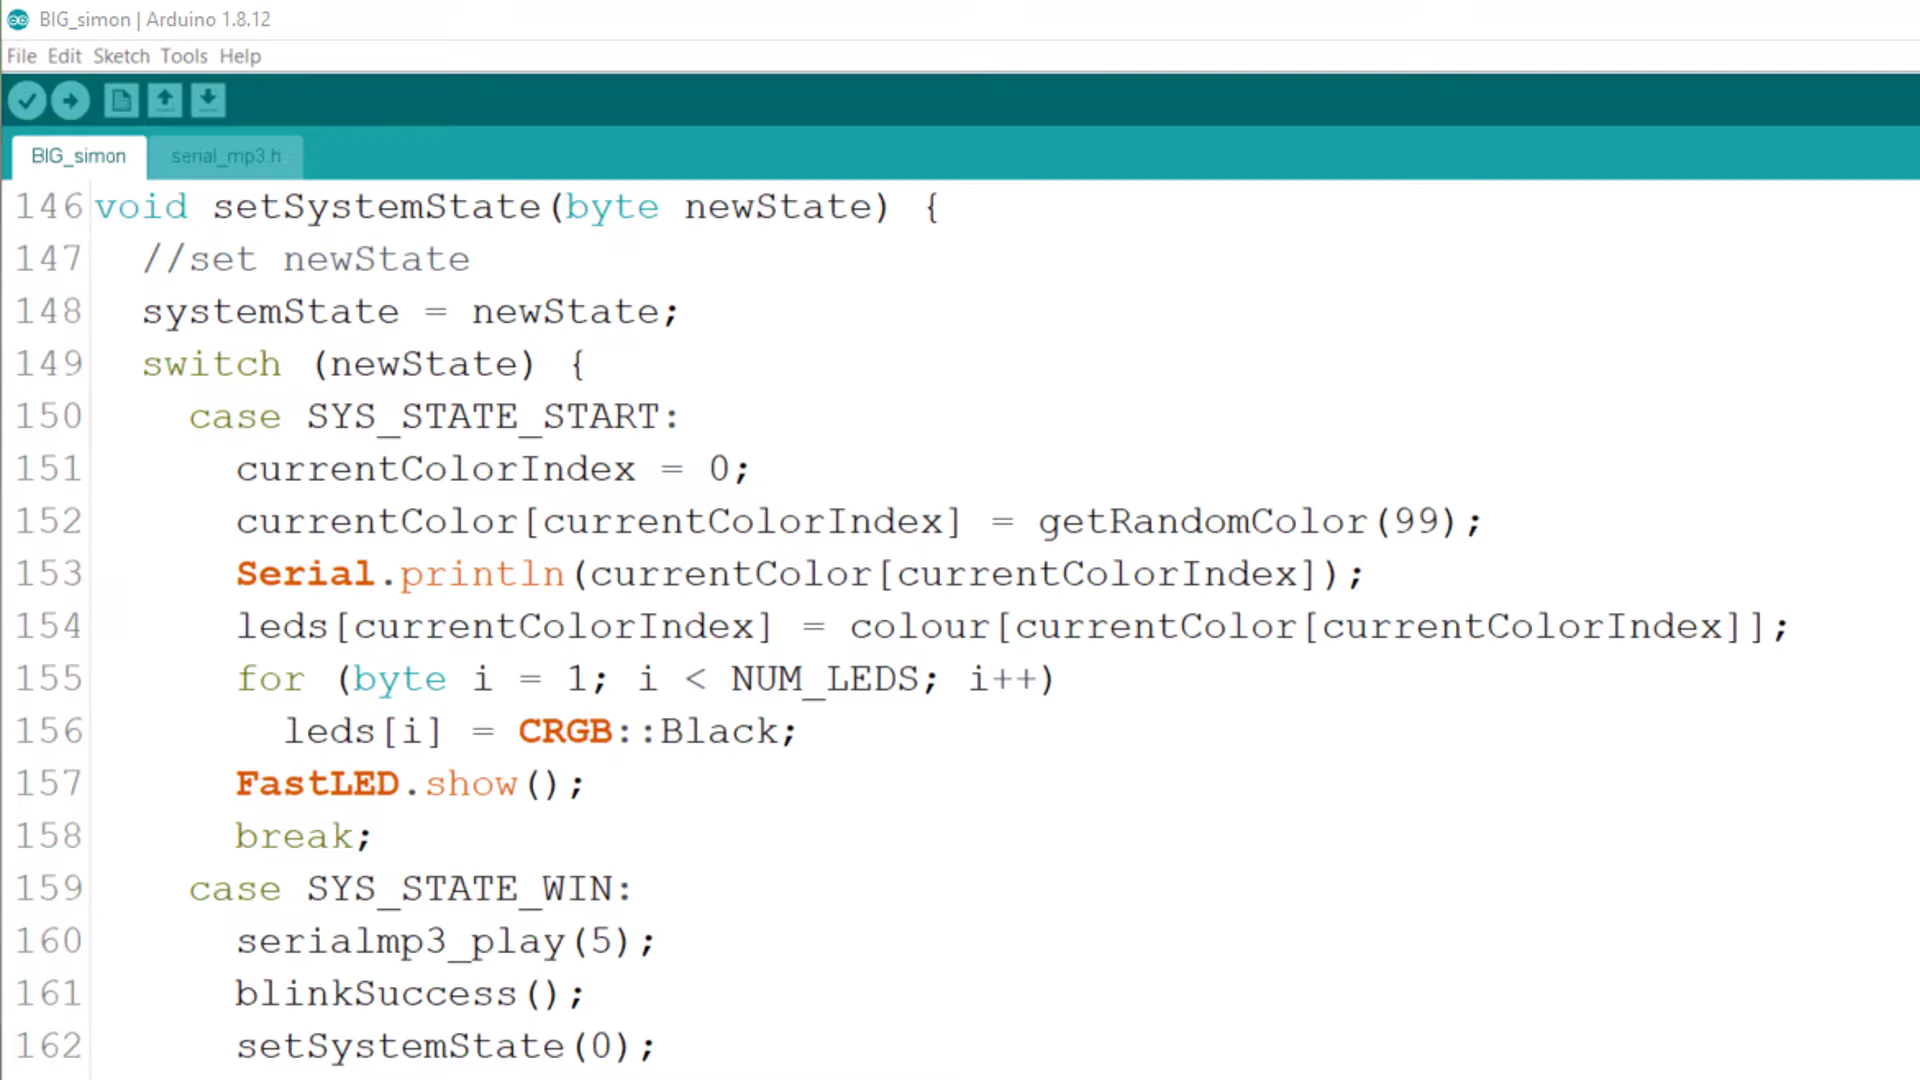 BIG_simon | Arduino 1.8.12
File Edit Sketch Tools Help
BIG_simon serial_mp3.h
146 void setSystemState(byte newState) {
147 //set newState
148 systemState = newState;
149 switch (newState) {
150 case SYS_STATE_START:
151 currentColorIndex = 0;
152 currentColor[currentColorIndex] = getRandomColor(99);
153 Serial.println(currentColor[currentColorIndex]);
154 leds[currentColorIndex] = colour[currentColor[currentColorIndex]];
155 for (byte i = 1; i < NUM_LEDS; i++)
156 leds[i] = CRGB::Black;
157 FastLED.show();
158 break;
159 case SYS_STATE_WIN:
160 serialmp3_play(5);
161 blinkSuccess();
162 setSystemState(0);